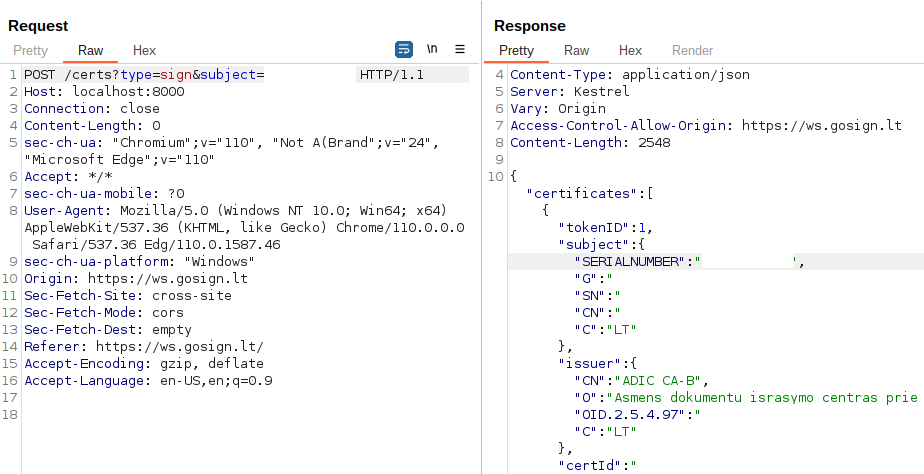 Request
Pretty Raw Hex
\n
1 POST /certs?type=sign&subject= HTTP/1.1
2 Host: localhost:8000
3 Connection: close
4 Content-Length: 0
5 sec-ch-ua: "Chromium";v="110", "Not A(Brand";v="24",
"Microsoft Edge";v="110"
6 Accept: */*
7 sec-ch-ua-mobile: ?0
8 User-Agent: Mozilla/5.0 (Windows NT 10.0; Win64; x64)
AppleWebKit/537.36 (KHTML, like Gecko) Chrome/110.0.0.0
Safari/537.36 Edg/110.0.1587.46
9 sec-ch-ua-platform: "Windows"
10 Origin: https://ws.gosign.lt
11 Sec-Fetch-Site: cross-site
12 Sec-Fetch-Mode: cors
13 Sec-Fetch-Dest: empty
14 Referer: https://ws.gosign.lt/
15 Accept-Encoding: gzip, deflate
16 Accept-Language: en-US,en;q=0.9
17
18
Response
Pretty Raw Hex Render
4 Content-Type: application/json
5 Server: Kestrel
6 Vary: Origin
7 Access-Control-Allow-Origin: https://ws.gosign.lt
8 Content-Length: 2548
9
10 {
"certificates":[
{
"tokenID":1,
"subject":{
"SERIALNUMBER":" ",
"G":"
"SN":"
"CN":"
"C":"LT"
},
"issuer":{
"CN":"ADIC CA-B",
"O":"Asmens dokumentu israsymo centras prie
"OID.2.5.4.97":"
"C":"LT"
},
"certId":"